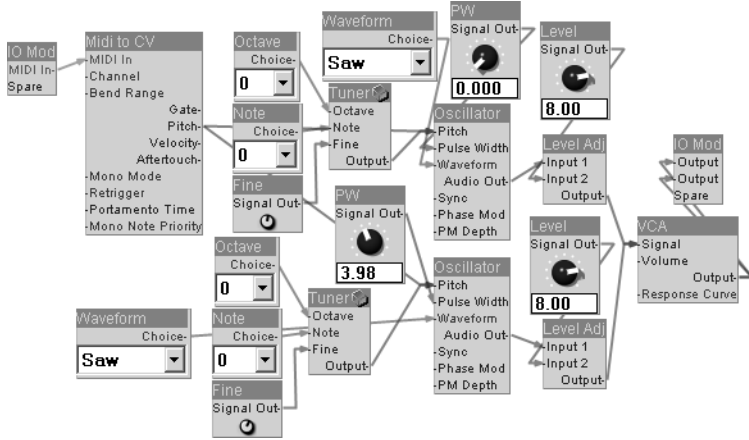 IO Mod
MIDI In-
Spare
Midi to CV
-MIDI In
-Channel
-Bend Range
Gate-
Pitch-
Velocity-
Aftertouch-
-Mono Mode
-Retrigger
-Portamento Time
-Mono Note Priority
Octave
Choice-
0
Note
Choice-
0
Fine
Signal Out-
Waveform
Choice-
Saw
Tuner
-Octave
-Note
-Fine
Output-
PW
Signal Out-
0.000
Level
Signal Out-
8.00
Oscillator
-Pitch
-Pulse Width
-Waveform
Audio Out-
-Sync
-Phase Mod
-PM Depth
Level Adj
-Input 1
-Input 2
Output-
IO Mod
-Output
-Output
Spare
PW
Signal Out-
3.98
Level
Signal Out-
8.00
VCA
-Signal
-Volume
Output-
-Response Curve
Octave
Choice-
0
Waveform
Choice-
Saw
Note
Choice-
0
Fine
Signal Out-
Tuner
-Octave
-Note
-Fine
Output-
Oscillator
-Pitch
-Pulse Width
-Waveform
Audio Out-
-Sync
-Phase Mod
-PM Depth
Level Adj
-Input 1
-Input 2
Output-